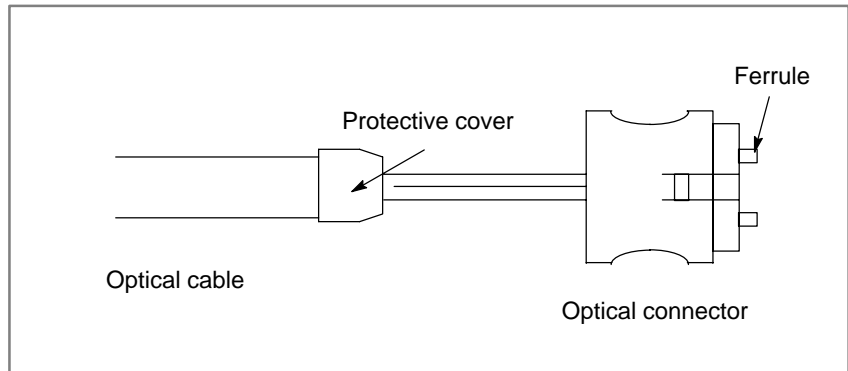 Ferrule
Protective cover
Optical cable
Optical connector